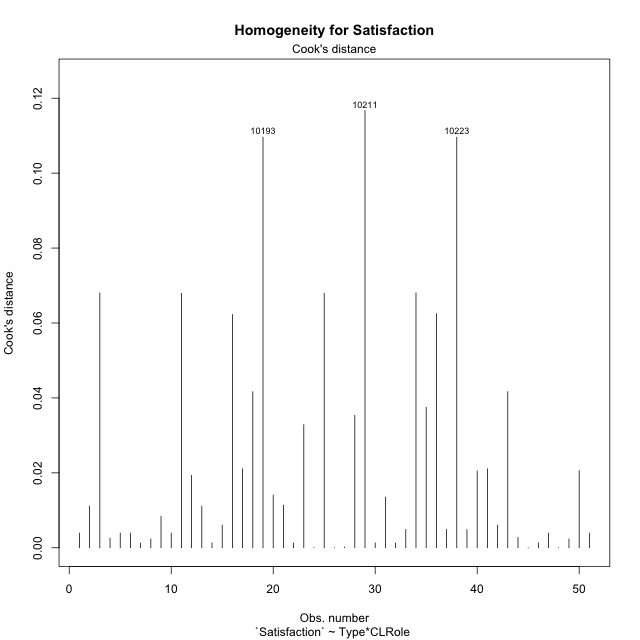 Homogeneity for Satisfaction
Cook's distance
10211
10193
10223
Cook's distance
0.12
0.10
0.08
0.06
0.04
0.02
0.00
0 10 20 30 40 50
Obs. number
`Satisfaction` ~ Type*CLRole